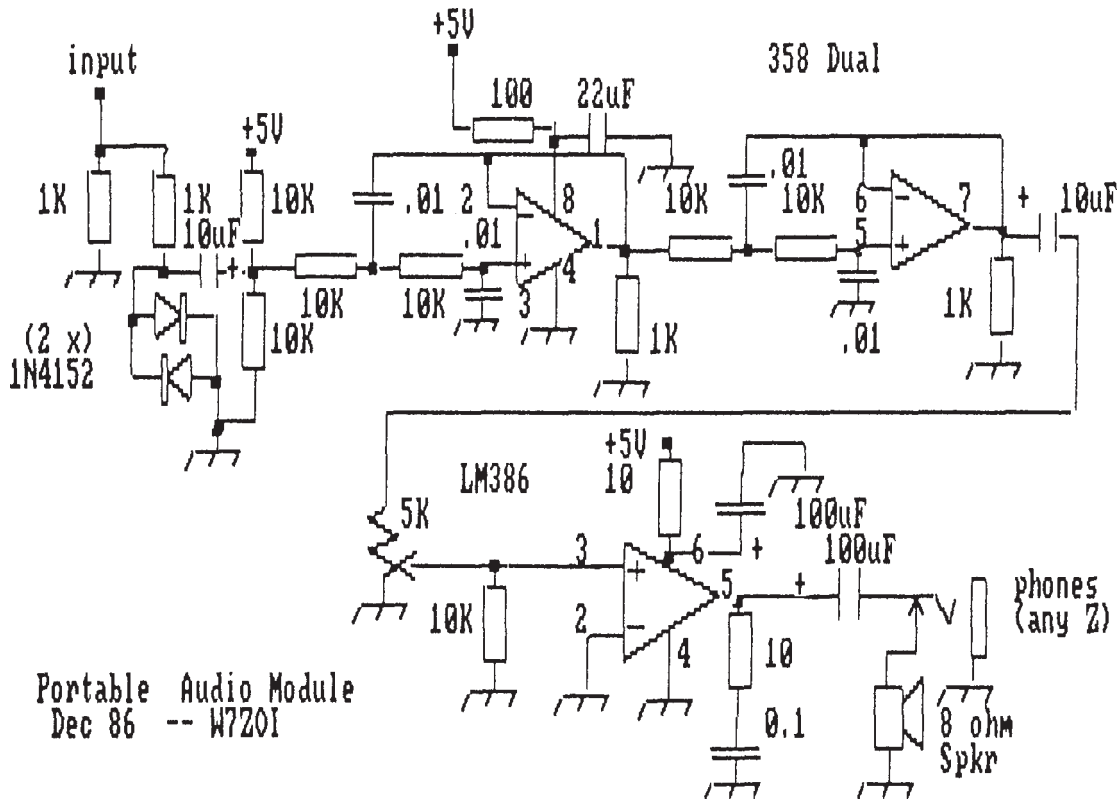 +5V
input
358 Dual
100
22uF
+5V
1K
1K
10K
.01
2
8
10K
.01
10K
6
7
+
10uF
10uF
+
.01
1
5
4
10K
10K
3
10K
1K
1K
.01
(2 x)
1N4152
+5V
10
LM386
5K
100uF
3
6
+
100uF
5
+
phones
(any Z)
10K
2
4
10
Portable Audio Module
Dec 86 -- W7ZOI
0.1
8 ohm
Spkr